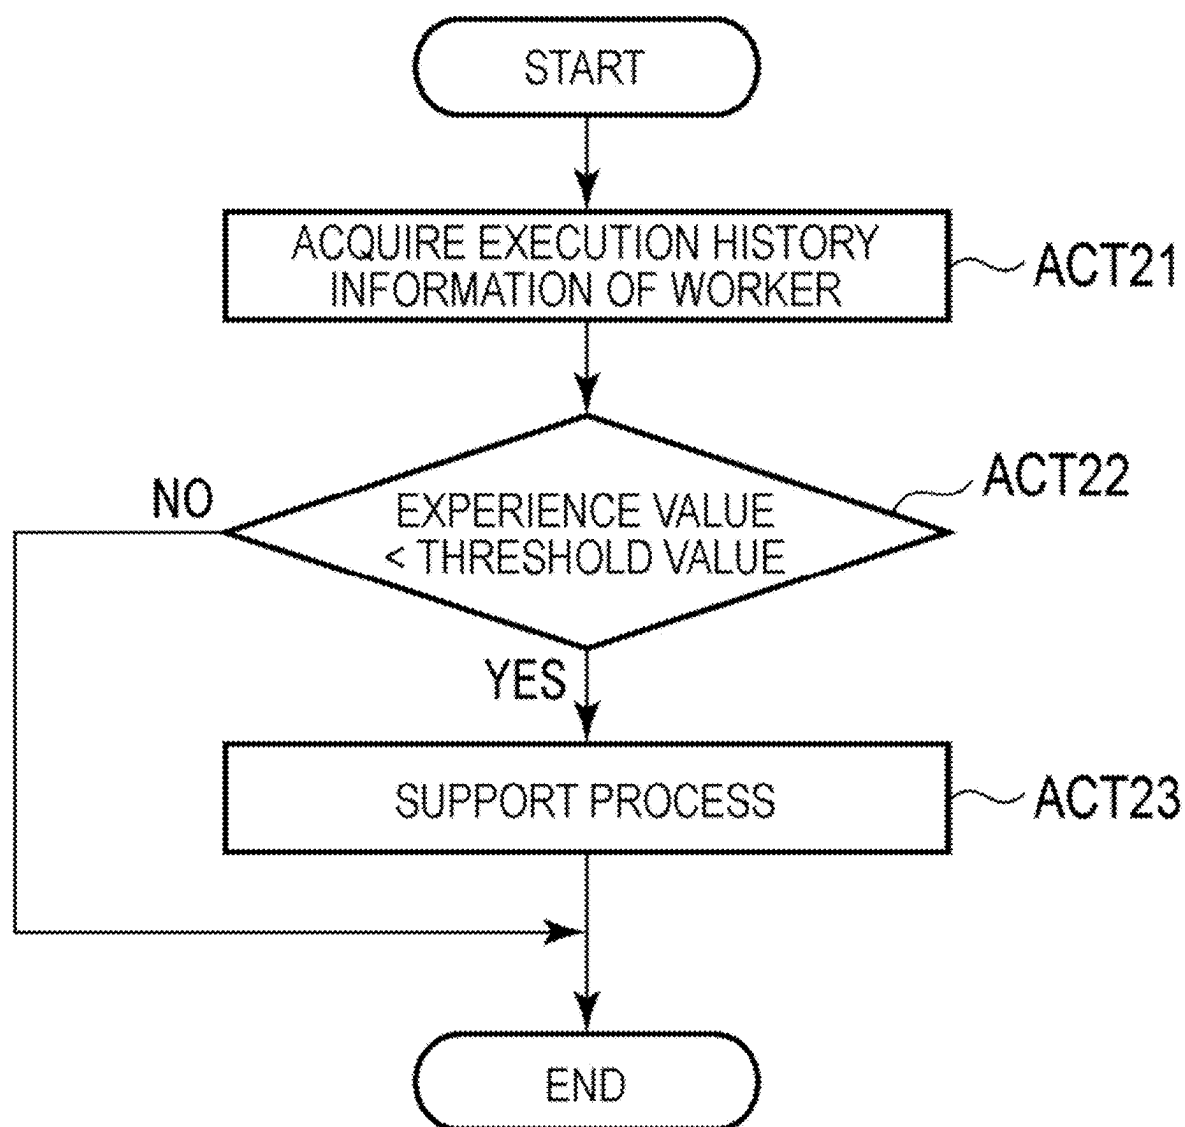 START
ACQUIRE EXECUTION HISTORY
INFORMATION OF WORKER
ACT21
ACT22
NO
EXPERIENCE VALUE
< THRESHOLD VALUE
YES
SUPPORT PROCESS
ACT23
END